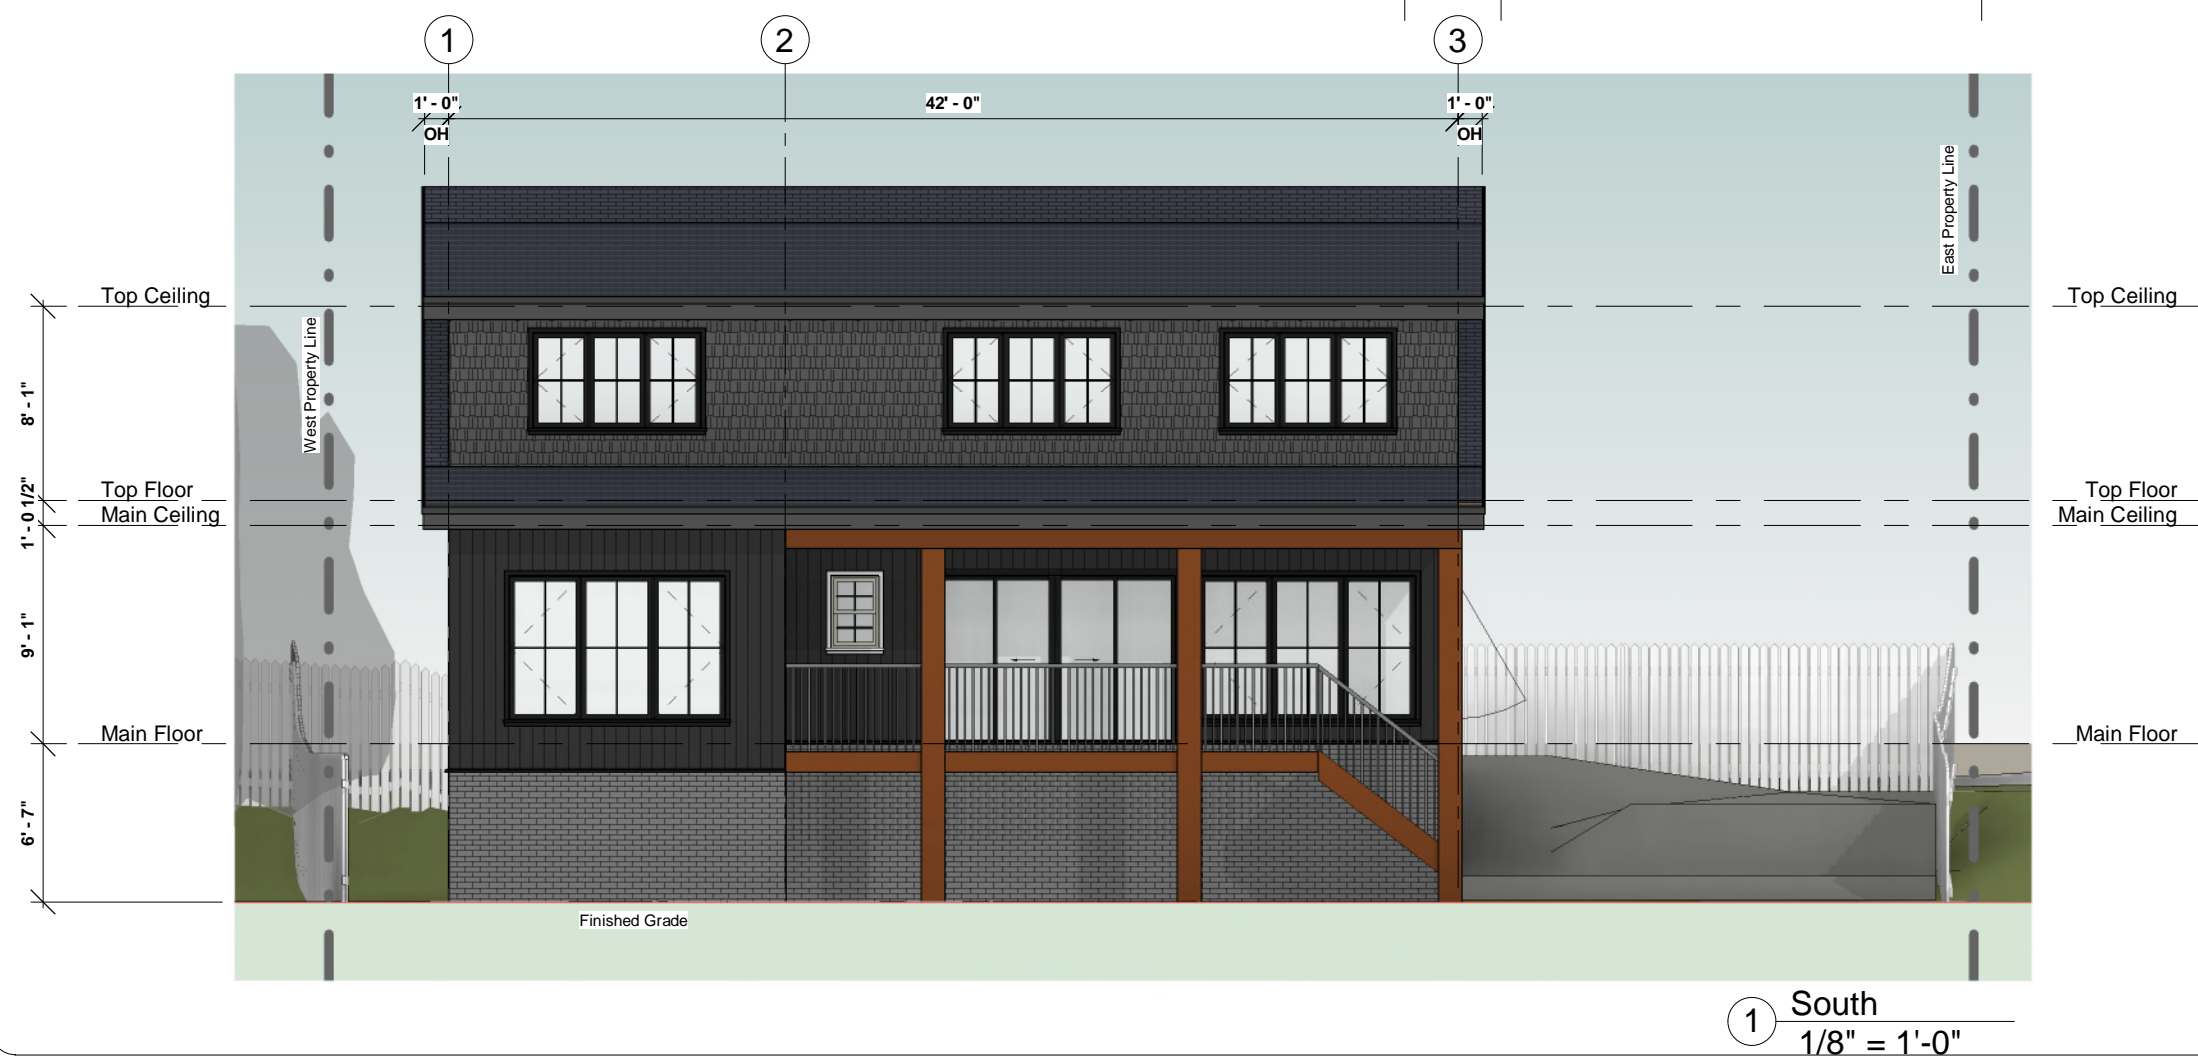 1
2
3
1' - 0"
42' - 0"
1' - 0"
OH
OH
West Property Line
East Property Line
Top Ceiling
Top Ceiling
8' - 1"
Top Floor
Top Floor
1' - 0 1/2"
Main Ceiling
Main Ceiling
9' - 1"
Main Floor
Main Floor
6' - 7"
Finished Grade
1
South
1/8" = 1'-0"